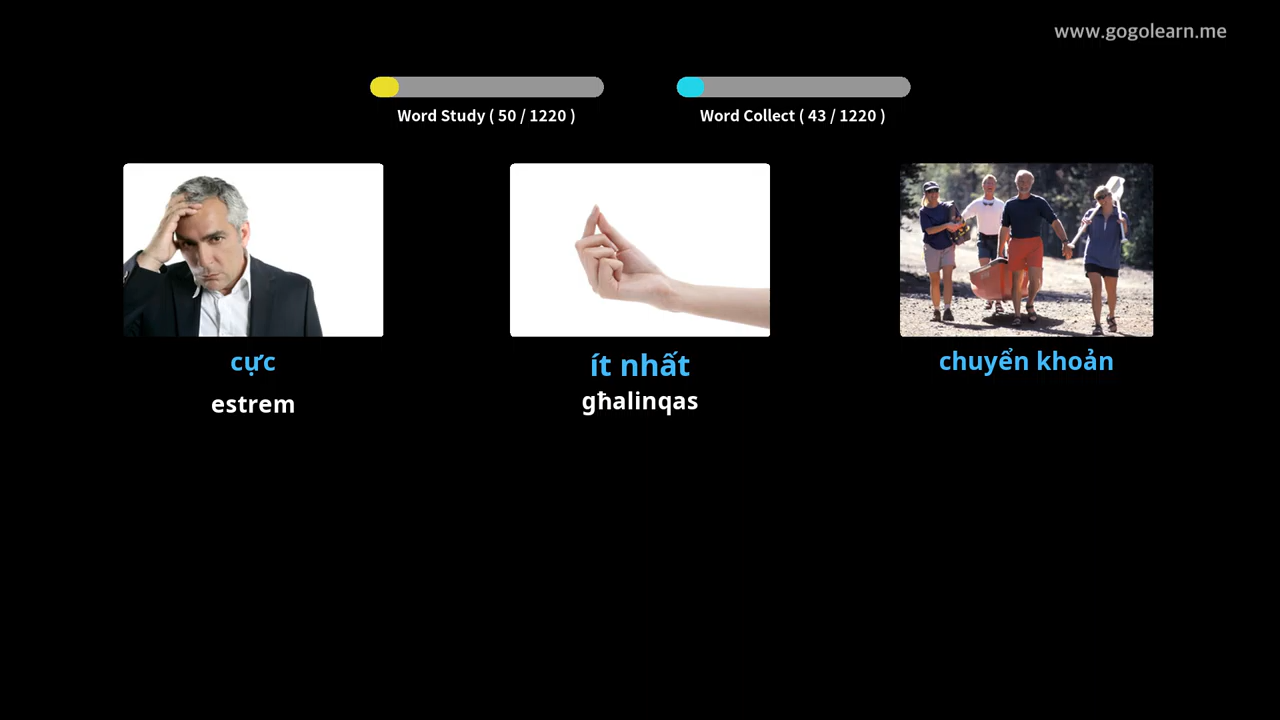 www.gogolearn.me
Word Study ( 50 / 1220 )
Word Collect ( 43 / 1220 )
cực
ít nhất
chuyển khoản
estrem
għalinqas